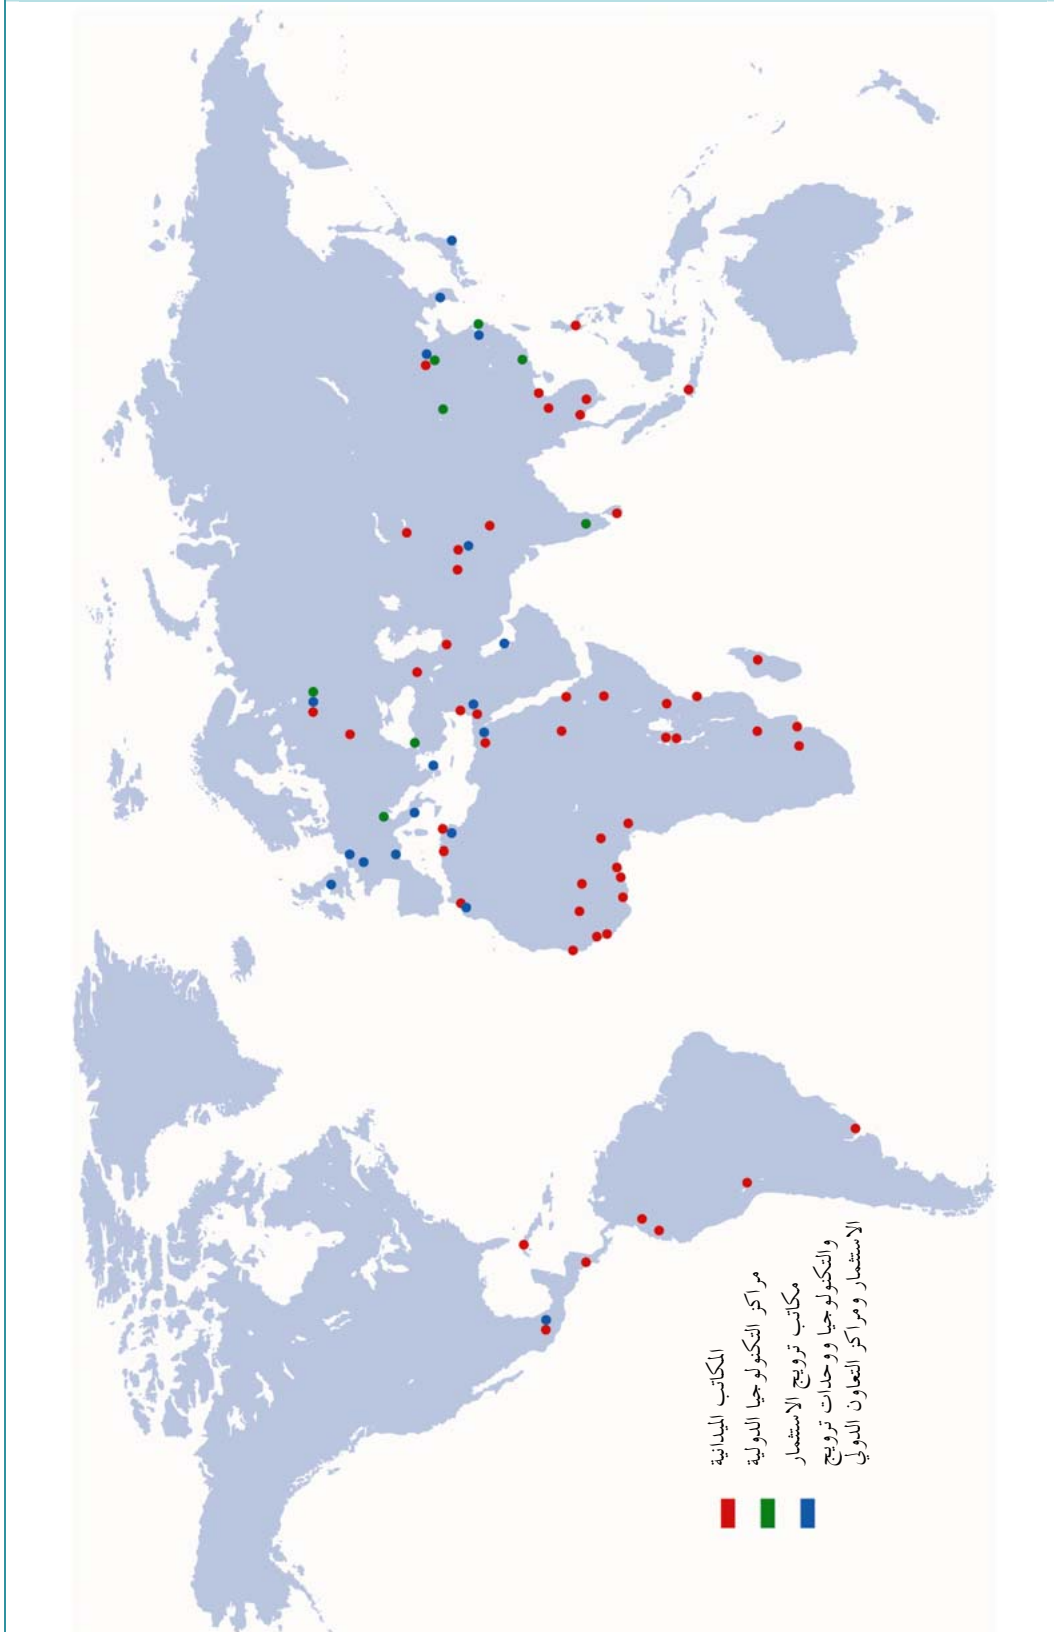 المكاتب الميدانية
مراكز التكنولوجيا الدولية
مكاتب ترويج الاستثمار
والتكنولوجيا ووحدات ترويج
الاستثمار ومراكز التعاون الدولي